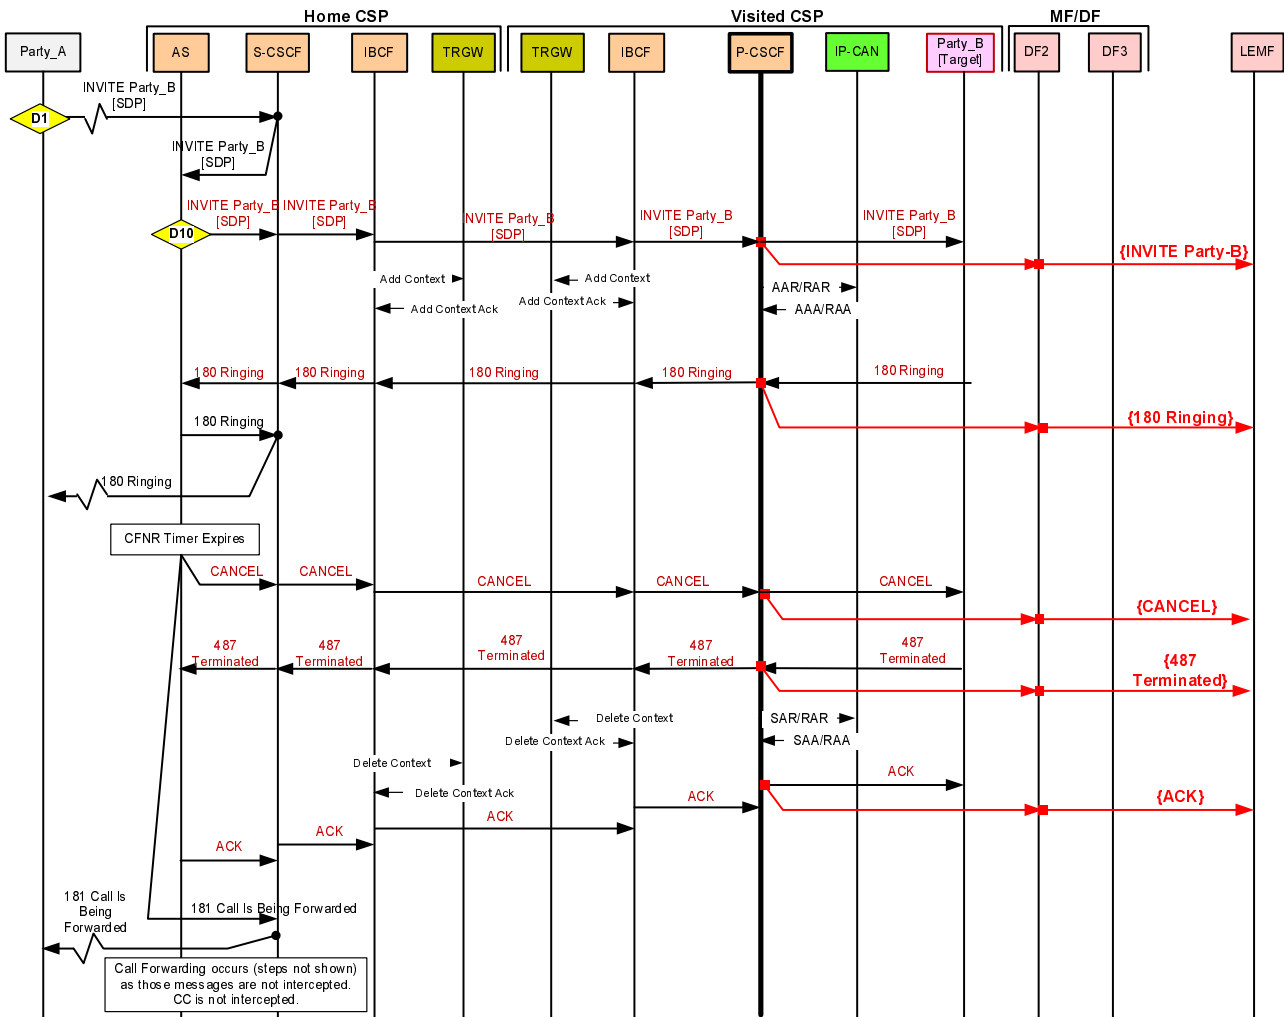 Home CSP
Visited CSP
MF/DF
Party_A
AS
S-CSCF
IBCF
TRGW
TRGW
IBCF
P-CSCF
IP-CAN
Party_B
[Target]
DF2
DF3
LEMF
INVITE Party_B
[SDP]
D1
INVITE Party_B
[SDP]
D10
INVITE Party_B
[SDP]
INVITE Party_B
[SDP]
INVITE Party_B
[SDP]
INVITE Party_B
[SDP]
INVITE Party_B
[SDP]
{INVITE Party-B}
Add Context
Add Context
AAR/RAR
Add Context Ack
Add Context Ack
AAA/RAA
180 Ringing
180 Ringing
180 Ringing
180 Ringing
180 Ringing
180 Ringing
{180 Ringing}
180 Ringing
CFNR Timer Expires
CANCEL
CANCEL
CANCEL
CANCEL
CANCEL
{CANCEL}
487
Terminated
487
Terminated
487
Terminated
487
Terminated
487
Terminated
{487
Terminated}
Delete Context
SAR/RAR
Delete Context Ack
SAA/RAA
Delete Context
Delete Context Ack
ACK
{ACK}
ACK
ACK
ACK
ACK
181 Call Is
Being
Forwarded
181 Call Is Being Forwarded
Call Forwarding occurs (steps not shown)
as those messages are not intercepted.
CC is not intercepted.